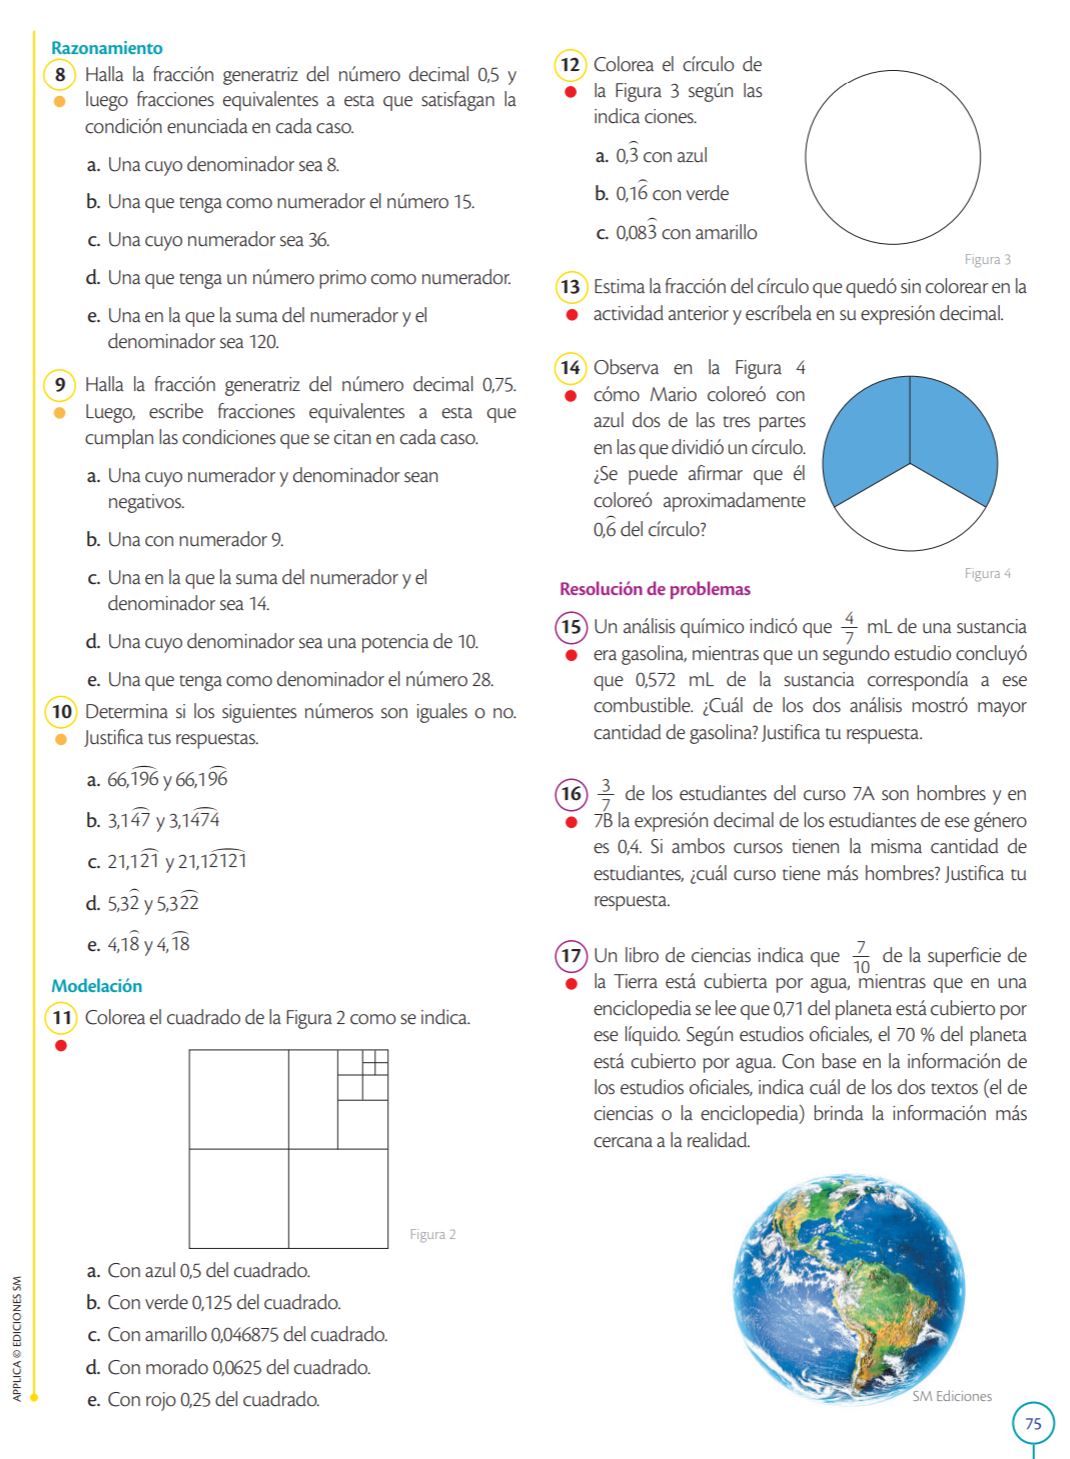 Razonamiento
8 Halla la fracción generatriz del número decimal 0,5 y
luego fracciones equivalentes a esta que satisfagan la
condición enunciada en cada caso.
a. Una cuyo denominador sea 8.
b. Una que tenga como numerador el número 15.
c. Una cuyo numerador sea 36.
d. Una que tenga un número primo como numerador.
e. Una en la que la suma del numerador y el
denominador sea 120.
9 Halla la fracción generatriz del número decimal 0,75.
Luego, escribe fracciones equivalentes a esta que
cumplan las condiciones que se citan en cada caso.
a. Una cuyo numerador y denominador sean
negativos.
b. Una con numerador 9.
c. Una en la que la suma del numerador y el
denominador sea 14.
d. Una cuyo denominador sea una potencia de 10.
e. Una que tenga como denominador el número 28.
10 Determina si los siguientes números son iguales o no.
Justifica tus respuestas.
a. 66,\overset{⌢}{196} y 66,1\overset{⌢}{96}
b. 3,1\overset{⌢}{47} y 3,1\overset{⌢}{474}
c. 21,1\overset{⌢}{21} y 21,1\overset{⌢}{2121}
d. 5,3\overset{⌢}{2} y 5,3\overset{⌢}{22}
e. 4,1\overset{⌢}{8} y 4,\overset{⌢}{18}
Modelación
11 Colorea el cuadrado de la Figura 2 como se indica.
Figura 2
a. Con azul 0,5 del cuadrado.
b. Con verde 0,125 del cuadrado.
c. Con amarillo 0,046875 del cuadrado.
d. Con morado 0,0625 del cuadrado.
e. Con rojo 0,25 del cuadrado.
APPLICA © EDICIONES SM
12 Colorea el círculo de
la Figura 3 según las
indica ciones.
a. 0,\overset{⌢}{3} con azul
b. 0,1\overset{⌢}{6} con verde
c. 0,08\overset{⌢}{3} con amarillo
Figura 3
13 Estima la fracción del círculo que quedó sin colorear en la
actividad anterior y escríbela en su expresión decimal.
14 Observa en la Figura 4
cómo Mario coloreó con
azul dos de las tres partes
en las que dividió un círculo.
¿Se puede afirmar que él
coloreó aproximadamente
0,\overset{⌢}{6} del círculo?
Figura 4
Resolución de problemas
15 Un análisis químico indicó que 4/7 mL de una sustancia
era gasolina, mientras que un segundo estudio concluyó
que 0,572 mL de la sustancia correspondía a ese
combustible. ¿Cuál de los dos análisis mostró mayor
cantidad de gasolina? Justifica tu respuesta.
16 3/7 de los estudiantes del curso 7A son hombres y en
7B la expresión decimal de los estudiantes de ese género
es 0,4. Si ambos cursos tienen la misma cantidad de
estudiantes, ¿cuál curso tiene más hombres? Justifica tu
respuesta.
17 Un libro de ciencias indica que 7/10 de la superficie de
la Tierra está cubierta por agua, mientras que en una
enciclopedia se lee que 0,71 del planeta está cubierto por
ese líquido. Según estudios oficiales, el 70 % del planeta
está cubierto por agua. Con base en la información de
los estudios oficiales, indica cuál de los dos textos (el de
ciencias o la enciclopedia) brinda la información más
cercana a la realidad.
SM Ediciones
75